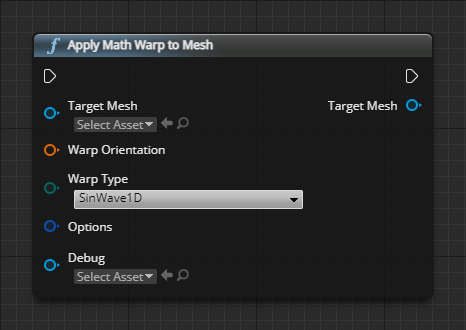 f Apply Math Warp to Mesh
Target Mesh
Select Asset
Target Mesh
Warp Orientation
Warp Type
SinWave1D
Options
Debug
Select Asset